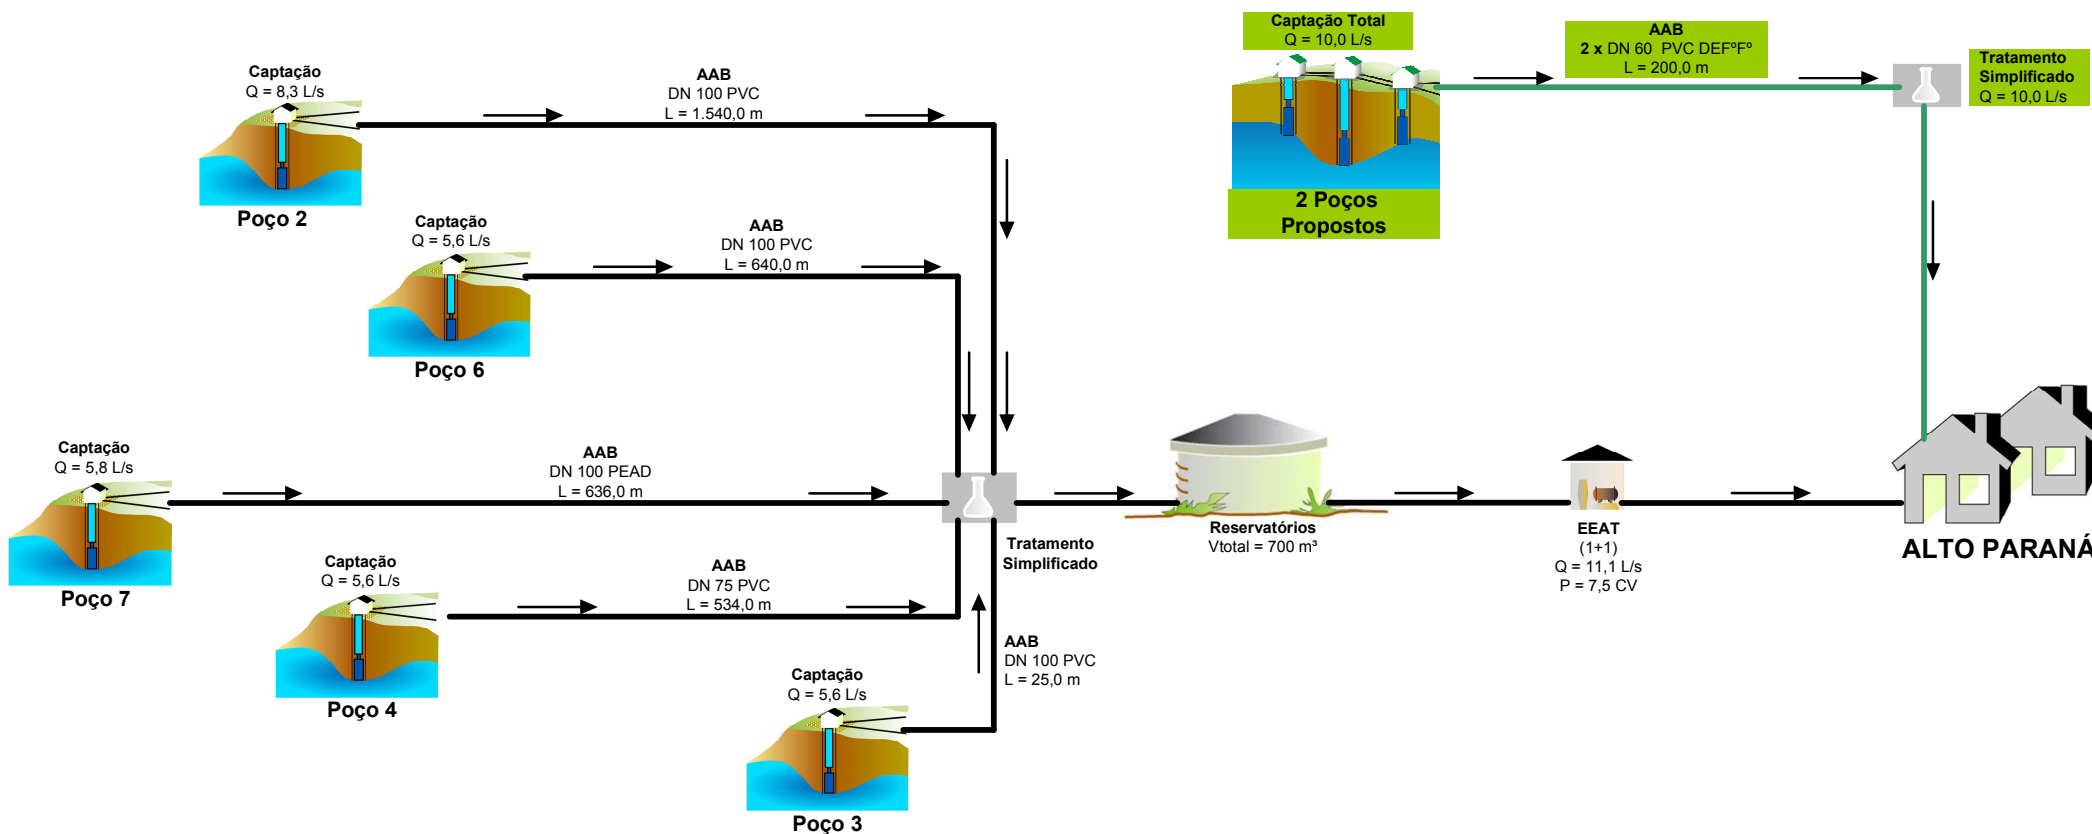 Captação Total
Q = 10,0 L/s
AAB
2 x DN 60  PVC DEFºFº
L = 200,0 m
Tratamento
Simplificado
Q = 10,0 L/s
2 Poços
Propostos
Captação
Q = 8,3 L/s
Poço 2
AAB
DN 100 PVC
L = 1.540,0 m
Captação
Q = 5,6 L/s
Poço 6
AAB
DN 100 PVC
L = 640,0 m
Captação
Q = 5,8 L/s
Poço 7
AAB
DN 100 PEAD
L = 636,0 m
Captação
Q = 5,6 L/s
Poço 4
AAB
DN 75 PVC
L = 534,0 m
Captação
Q = 5,6 L/s
Poço 3
AAB
DN 100 PVC
L = 25,0 m
Tratamento
Simplificado
Reservatórios
Vtotal = 700 m³
EEAT
(1+1)
Q = 11,1 L/s
P = 7,5 CV
ALTO PARANÁ